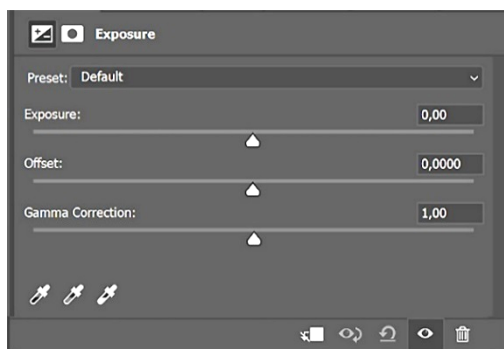 Exposure
Preset: Default
Exposure: 0,00
Offset: 0,0000
Gamma Correction: 1,00